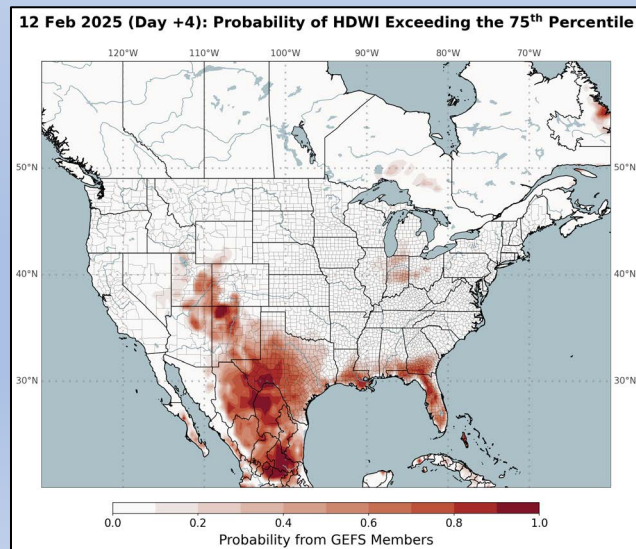 12 Feb 2025 (Day +4): Probability of HDWI Exceeding the 75th Percentile
120°W 110°W 100°W 90°W 80°W 70°W
50°N 50°N
40°N 40°N
30°N 30°N
0.0 0.2 0.4 0.6 0.8 1.0
Probability from GEFS Members